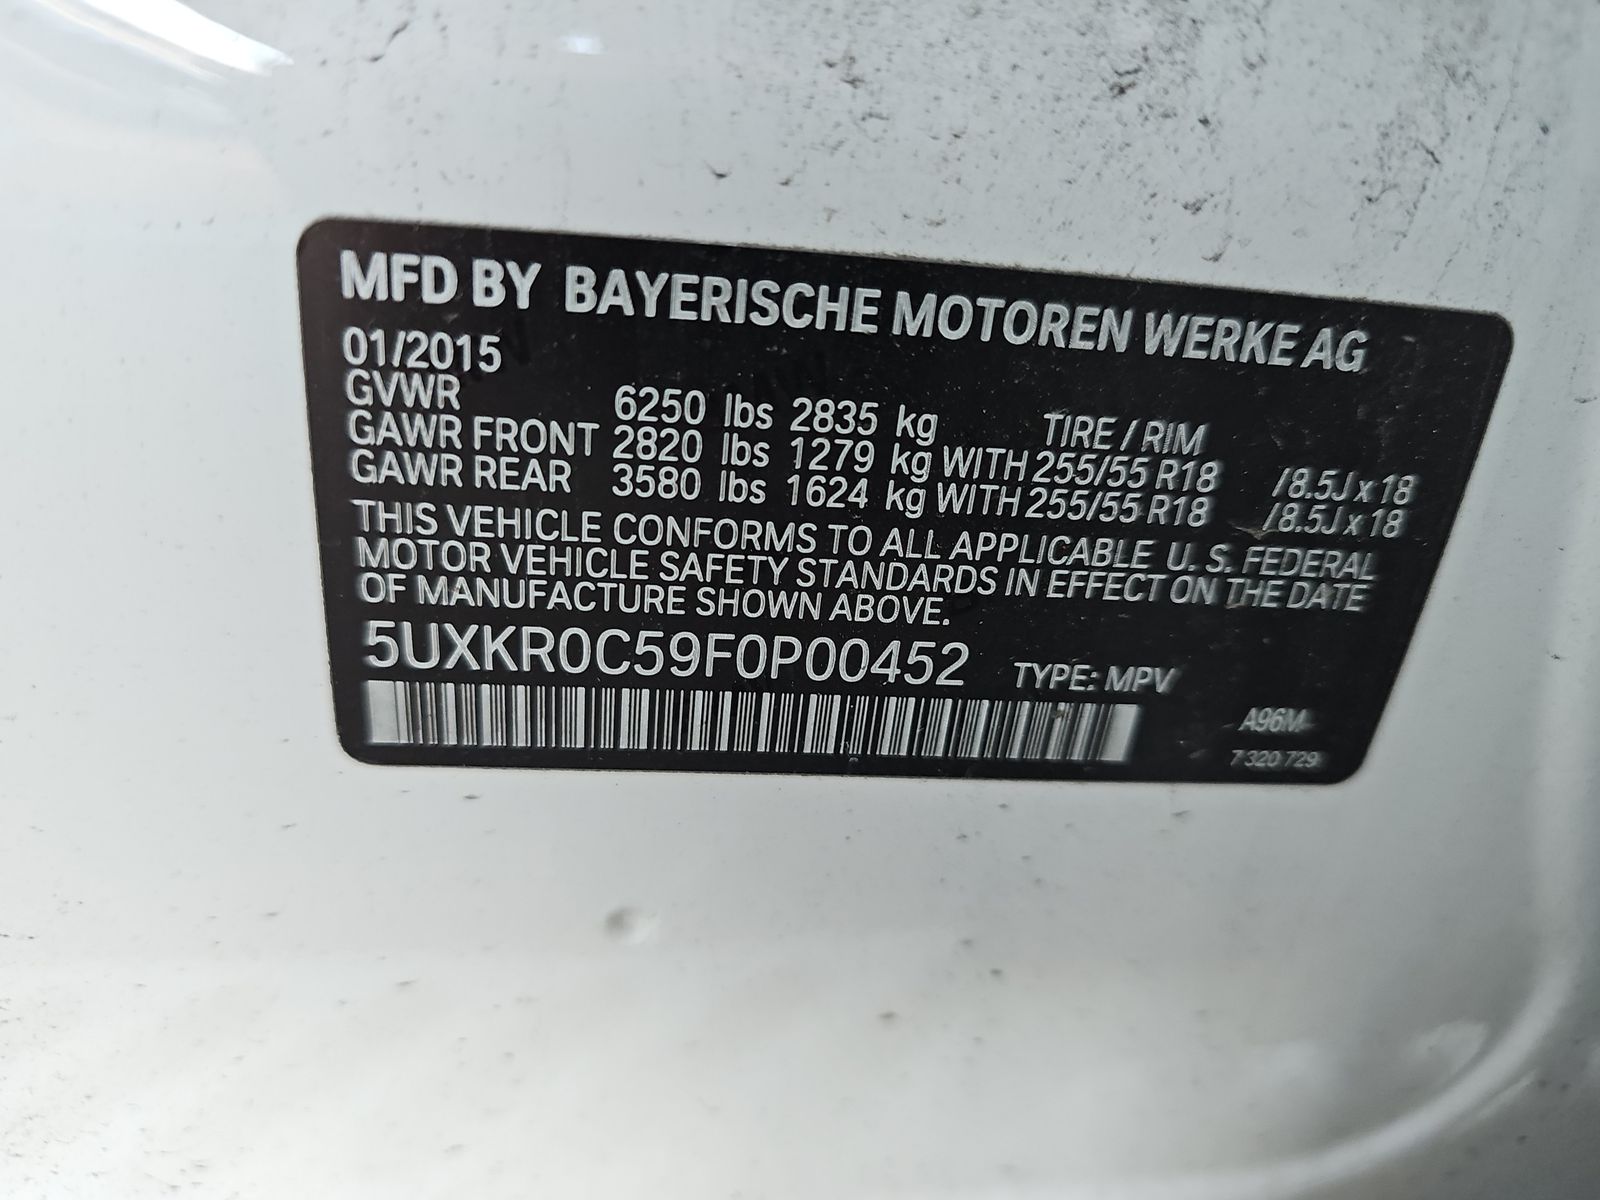 MFD BY BAYERISCHE MOTOREN WERKE AG
01/2015
GVWR 6250 lbs 2835 kg TIRE / RIM
GAWR FRONT 2820 lbs 1279 kg WITH 255/55 R18 /8.5J x 18
GAWR REAR 3580 lbs 1624 kg WITH 255/55 R18 /8.5J x 18
THIS VEHICLE CONFORMS TO ALL APPLICABLE U. S. FEDERAL
MOTOR VEHICLE SAFETY STANDARDS IN EFFECT ON THE DATE
OF MANUFACTURE SHOWN ABOVE.
5UXKR0C59F0P00452 TYPE: MPV
A96M
7 320 729